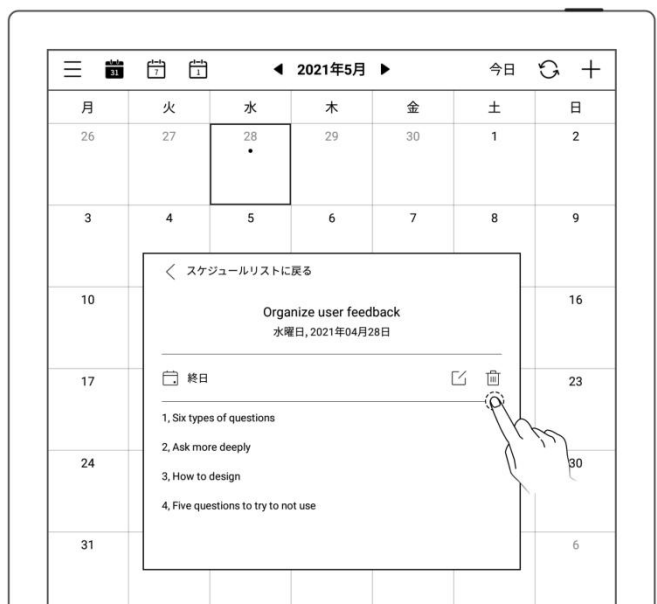 31 7 1 2021年5月 今日
月 火 水 木 金 土 日
26 27 28 29 30 1 2
3 4 5 6 7 8 9
スケジュールリストに戻る
10 16
Organize user feedback
水曜日, 2021年04月28日
17 終日 23
1, Six types of questions
2, Ask more deeply
24 30
3, How to design
4, Five questions to try to not use
31 6